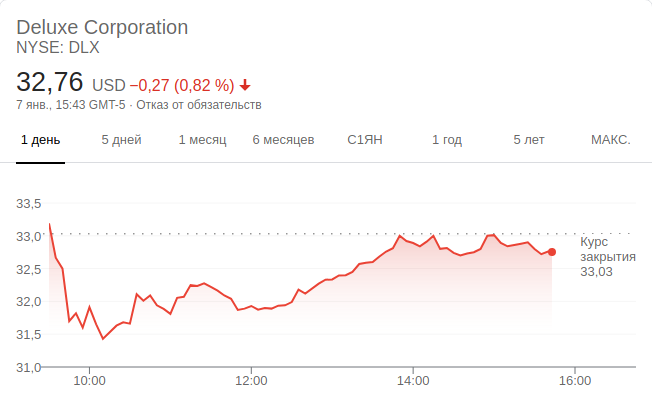 Deluxe Corporation
NYSE: DLX
32,76 USD −0,27 (0,82 %)
7 янв., 15:43 GMT-5 · Отказ от обязательств
1 день 5 дней 1 месяц 6 месяцев С1ЯН 1 год 5 лет МАКС.
33,5
33,0
32,5
32,0
31,5
31,0
Курс
закрытия
33,03
10:00 12:00 14:00 16:00